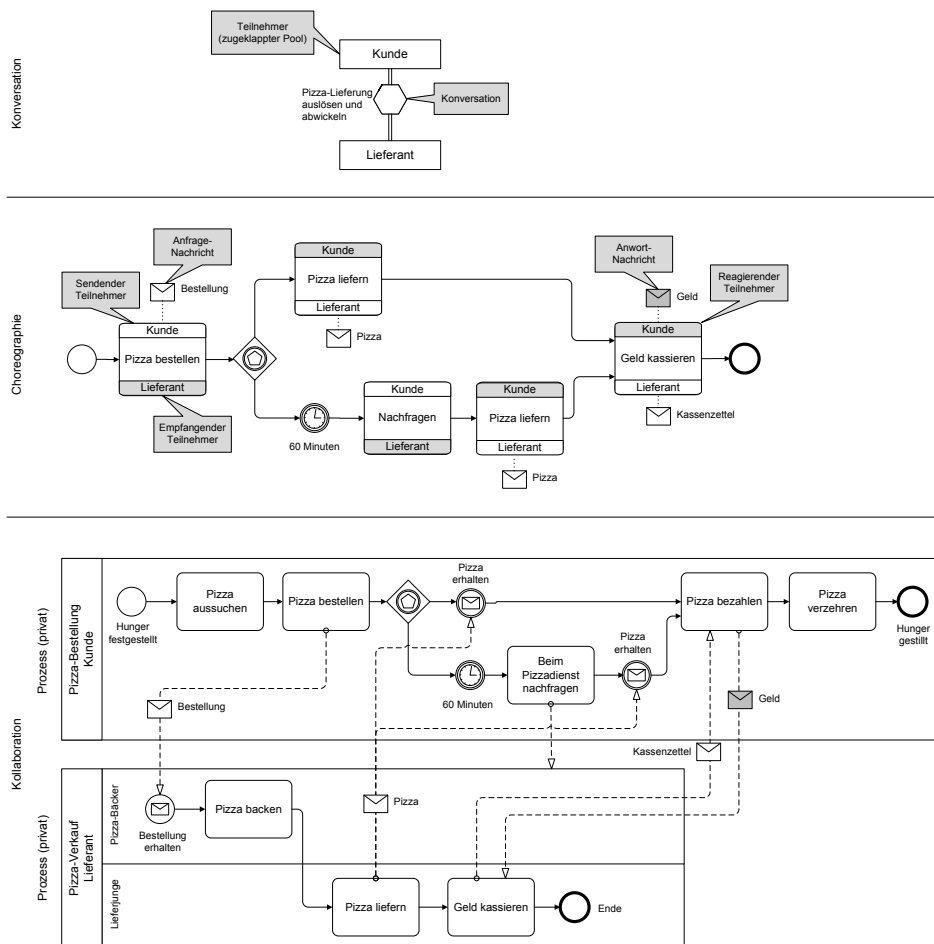 Konversation
Teilnehmer
(zugeklappter Pool)
Kunde
Pizza-Lieferung
auslösen und
abwickeln
Konversation
Lieferant
Choreographie
Anfrage-
Nachricht
Sendender
Teilnehmer
Bestellung
Kunde
Pizza bestellen
Lieferant
Empfangender
Teilnehmer
Kunde
Pizza liefern
Lieferant
Pizza
60 Minuten
Kunde
Nachfragen
Lieferant
Kunde
Pizza liefern
Lieferant
Pizza
Anwort-
Nachricht
Geld
Reagierender
Teilnehmer
Kunde
Geld kassieren
Lieferant
Kassenzettel
Kollaboration
Prozess (privat)
Pizza-Bestellung
Kunde
Hunger
festgestellt
Pizza
aussuchen
Pizza bestellen
Pizza
erhalten
60 Minuten
Beim
Pizzadienst
nachfragen
Pizza
erhalten
Pizza bezahlen
Pizza
verzehren
Hunger
gestillt
Bestellung
Geld
Kassenzettel
Pizza
Prozess (privat)
Pizza-Verkauf
Lieferant
Pizza-Bäcker
Bestellung
erhalten
Pizza backen
Lieferjunge
Pizza liefern
Geld kassieren
Ende